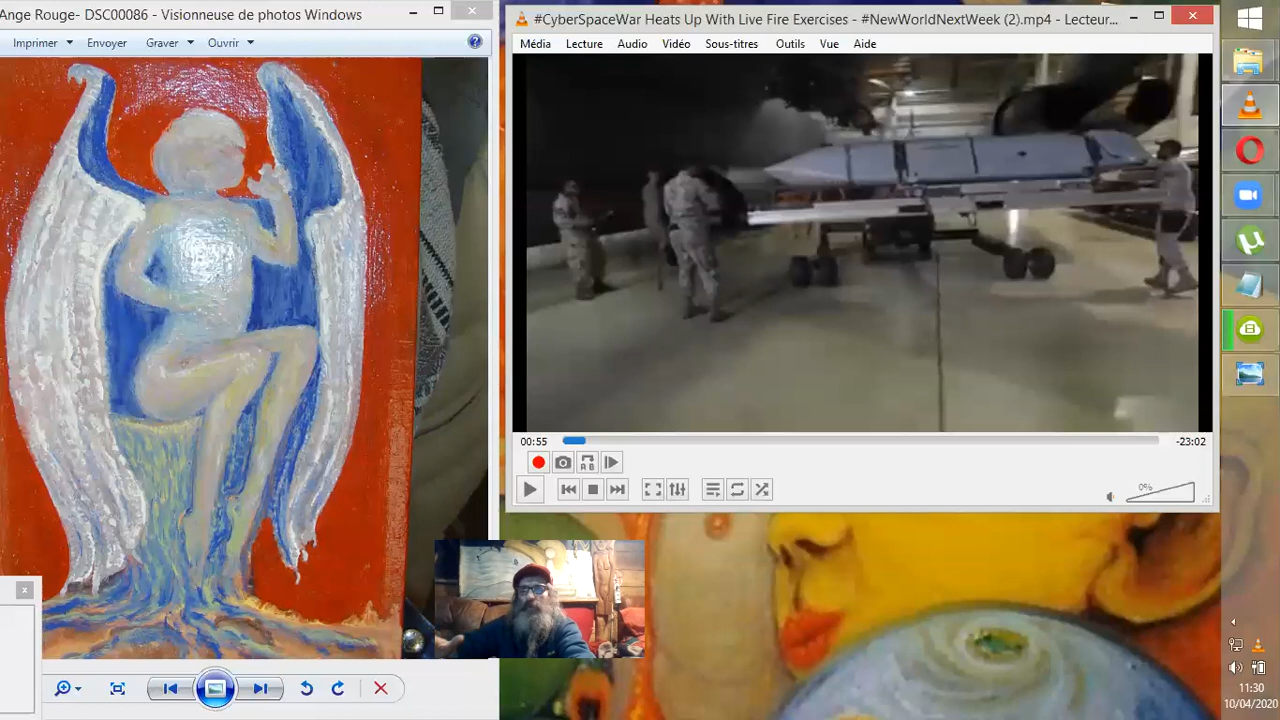 Ange Rouge- DSC00086 - Visionneuse de photos Windows
Imprimer Envoyer Graver Ouvrir
#CyberSpaceWar Heats Up With Live Fire Exercises - #NewWorldNextWeek (2).mp4 - Lecteur...
Média Lecture Audio Vidéo Sous-titres Outils Vue Aide
00:55
-23:02
0%
11:30
10/04/2020